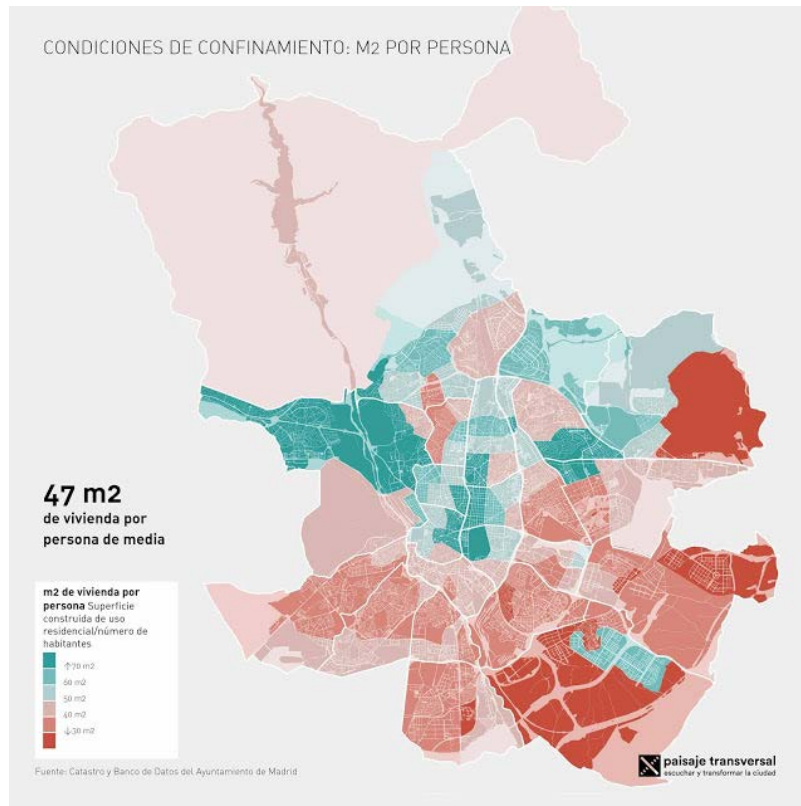 CONDICIONES DE CONFINAMIENTO: M2 POR PERSONA
47 m2
de vivienda por
persona de media
m2 de vivienda por
persona Superficie
construida de uso
residencial/número de
habitantes
↑70 m2
60 m2
50 m2
40 m2
↓30 m2
Fuente: Catastro y Banco de Datos del Ayuntamiento de Madrid
paisaje transversal
escuchar y transformar la ciudad